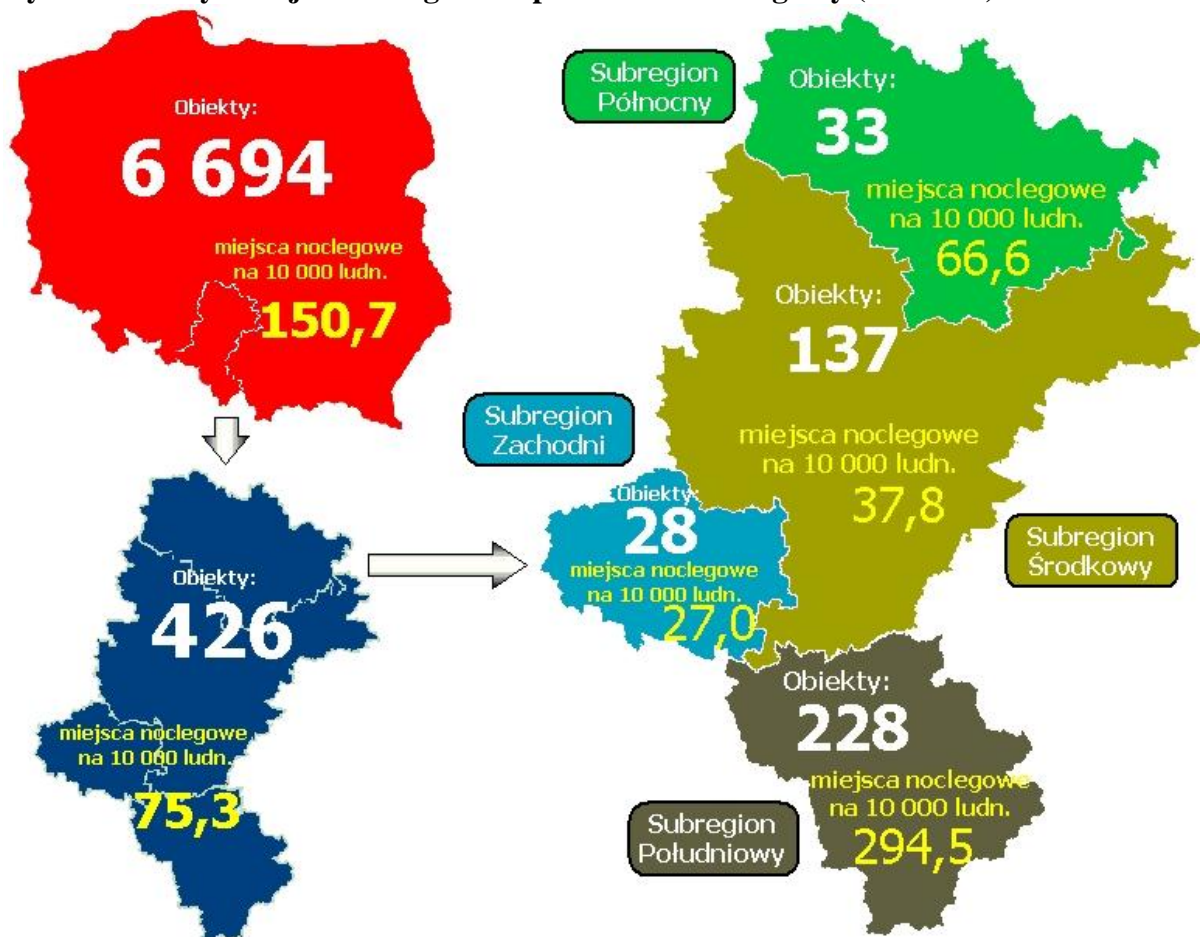 Obiekty:
6 694
miejsca noclegowe
na 10 000 ludn.
150,7
Obiekty:
426
miejsca noclegowe
na 10 000 ludn.
75,3
Subregion
Północny
Obiekty:
33
miejsca noclegowe
na 10 000 ludn.
66,6
Obiekty:
137
miejsca noclegowe
na 10 000 ludn.
37,8
Subregion
Środkowy
Subregion
Zachodni
Obiekty:
28
miejsca noclegowe
na 10 000 ludn.
27,0
Obiekty:
228
miejsca noclegowe
na 10 000 ludn.
294,5
Subregion
Południowy